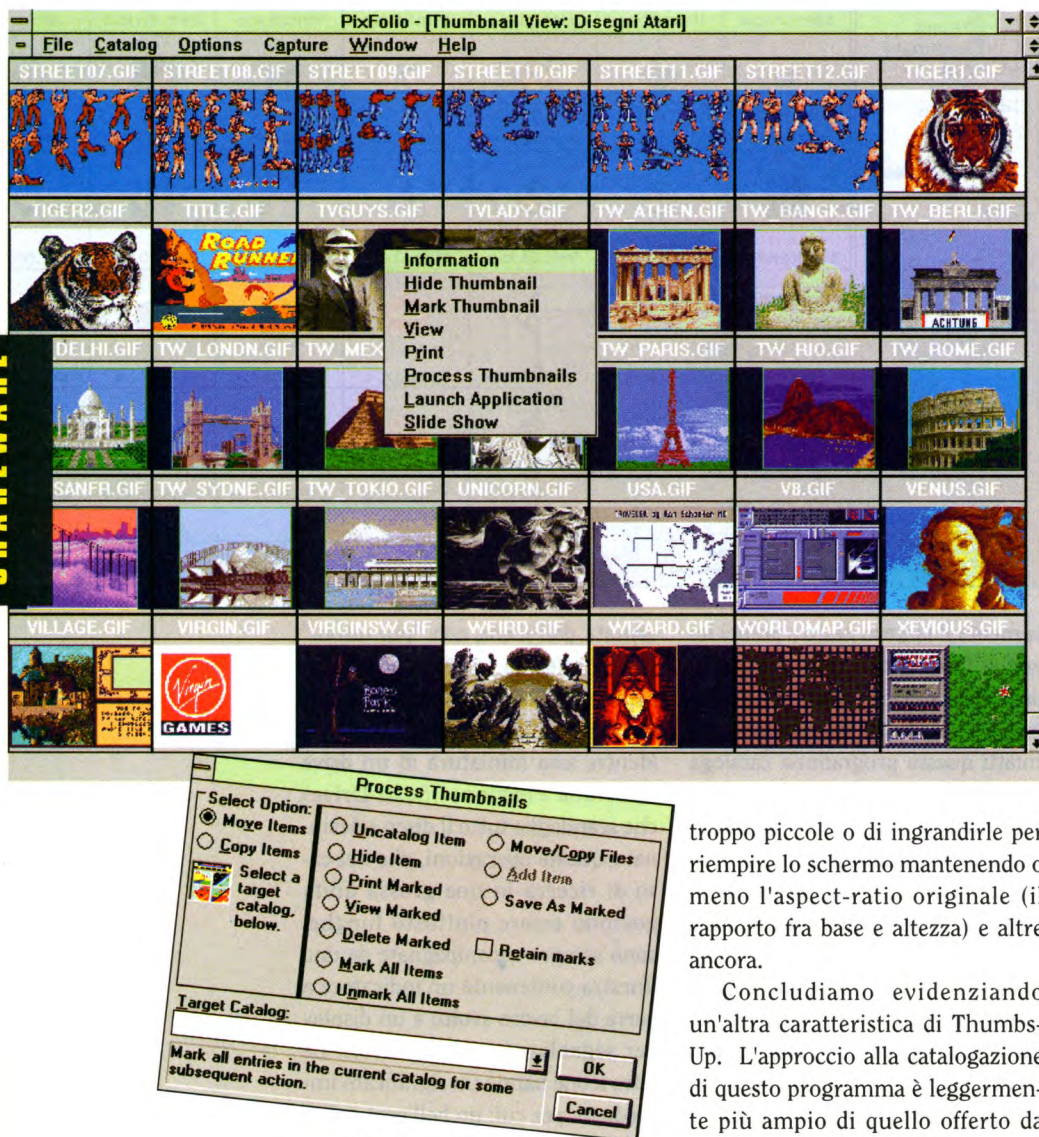 PixFolio - [Thumbnail View: Disegni Atari]
File Catalog Options Capture Window Help
STREET07.GIF STREET08.GIF STREET09.GIF STREET10.GIF STREET11.GIF STREET12.GIF TIGER1.GIF
TIGER2.GIF TITLE.GIF TVGUYS.GIF TVLADY.GIF TW_ATHEN.GIF TW_BANGK.GIF TW_BERLI.GIF
ROAD
RUNNER
ACHTUNG
Information
Hide Thumbnail
Mark Thumbnail
View
Print
Process Thumbnails
Launch Application
Slide Show
DELHI.GIF TW_LONDN.GIF TW_MEX TW_PARIS.GIF TW_RIO.GIF TW_ROME.GIF
SANFR.GIF TW_SYDNE.GIF TW_TOKIO.GIF UNICORN.GIF USA.GIF V8.GIF VENUS.GIF
VILLAGE.GIF VIRGIN.GIF VIRGINSW.GIF WEIRD.GIF WIZARD.GIF WORLDMAP.GIF XEVIOUS.GIF
Virgin
GAMES
SHAREWARE
Process Thumbnails
Select Option:
Move Items
Copy Items
Select a
target
catalog,
below.
Uncatalog Item
Hide Item
Print Marked
View Marked
Delete Marked
Mark All Items
Unmark All Items
Move/Copy Files
Add Item
Save As Marked
Retain marks
Target Catalog:
Mark all entries in the current catalog for some
subsequent action.
OK
Cancel
troppo piccole o di ingrandirle per
riempire lo schermo mantenendo o
meno l'aspect-ratio originale (il
rapporto fra base e altezza) e altre
ancora.
Concludiamo evidenziando
un'altra caratteristica di Thumbs-
Up. L'approccio alla catalogazione
di questo programma è leggermen-
te più ampio di quello offerto da